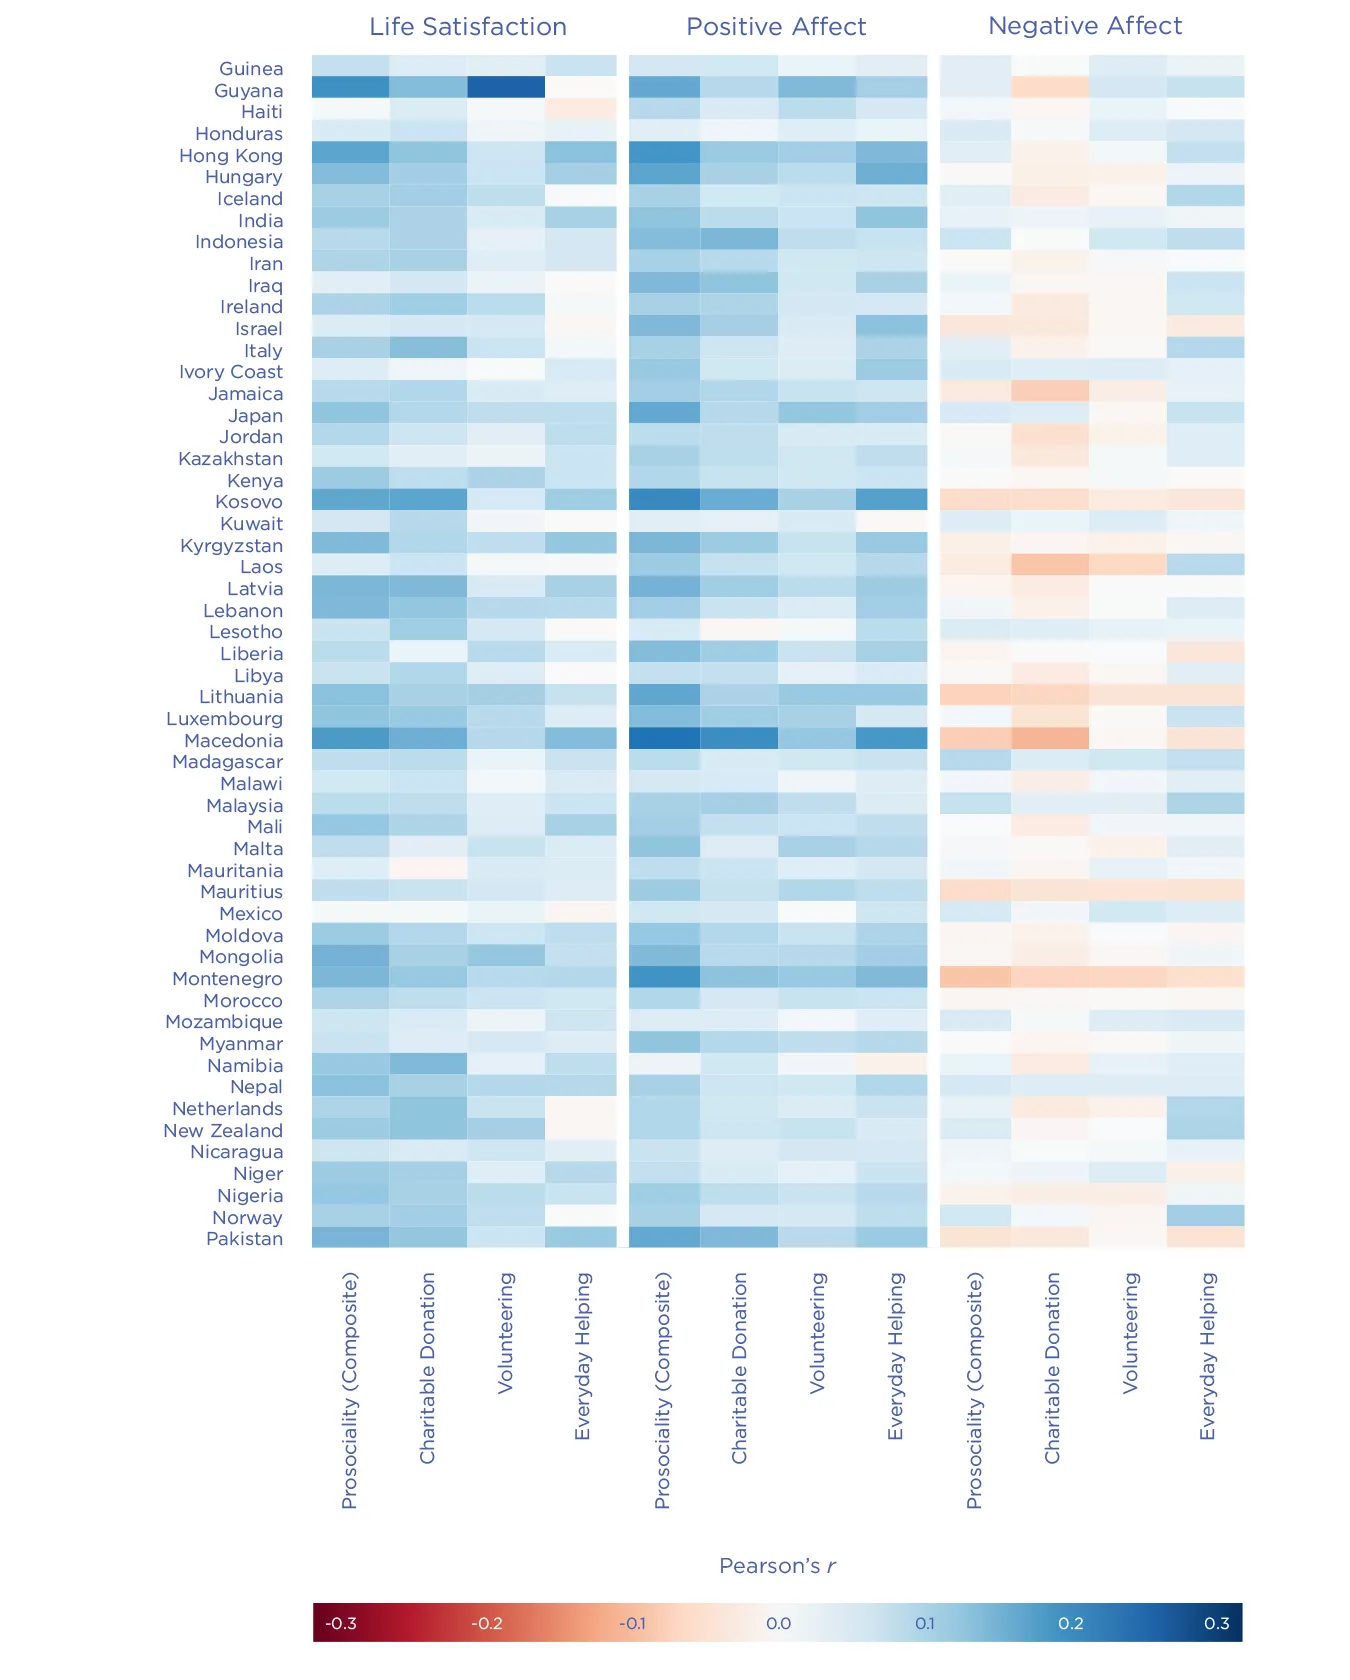 Life Satisfaction
Positive Affect
Negative Affect
Guinea
Guyana
Haiti
Honduras
Hong Kong
Hungary
Iceland
India
Indonesia
Iran
Iraq
Ireland
Israel
Italy
Ivory Coast
Jamaica
Japan
Jordan
Kazakhstan
Kenya
Kosovo
Kuwait
Kyrgyzstan
Laos
Latvia
Lebanon
Lesotho
Liberia
Libya
Lithuania
Luxembourg
Macedonia
Madagascar
Malawi
Malaysia
Mali
Malta
Mauritania
Mauritius
Mexico
Moldova
Mongolia
Montenegro
Morocco
Mozambique
Myanmar
Namibia
Nepal
Netherlands
New Zealand
Nicaragua
Niger
Nigeria
Norway
Pakistan
Prosociality (Composite)
Charitable Donation
Volunteering
Everyday Helping
Prosociality (Composite)
Charitable Donation
Volunteering
Everyday Helping
Prosociality (Composite)
Charitable Donation
Volunteering
Everyday Helping
Pearson's r
-0.3 -0.2 -0.1 0.0 0.1 0.2 0.3